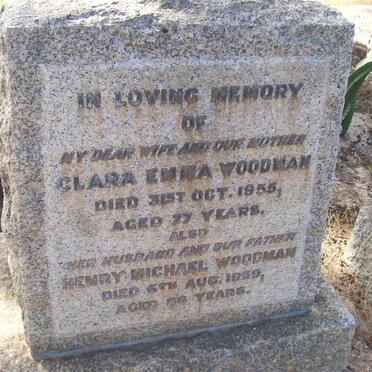 IN LOVING MEMORY
OF
MY DEAR WIFE AND OUR MOTHER
CLARA EMMA WOODMAN
DIED 31ST OCT. 1955,
AGED 77 YEARS.
ALSO
HER HUSBAND AND OUR FATHER
HENRY MICHAEL WOODMAN
DIED 5TH AUG. 1959,
AGED YEARS.